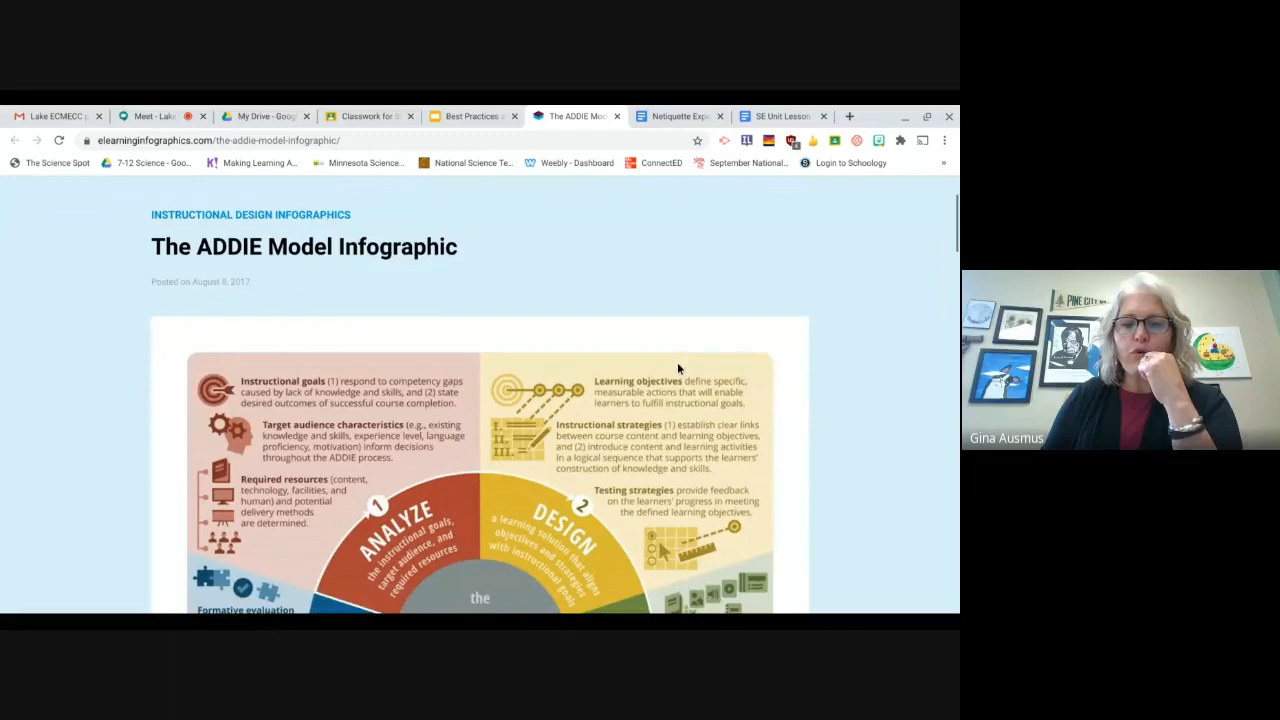 Lake ECMECC p
Meet - Lake
My Drive - Goog
Classwork for S
Best Practices a
The ADDIE Mod
Netiquette Expe
SE Unit Lesson
elearninginfographics.com/the-addie-model-infographic/
The Science Spot
7-12 Science - Goo...
Making Learning A...
Minnesota Science...
National Science Te...
Weebly - Dashboard
ConnectED
September National...
Login to Schoology
»
INSTRUCTIONAL DESIGN INFOGRAPHICS
The ADDIE Model Infographic
Posted on August 9, 2017
Instructional goals (1) respond to competency gaps
caused by lack of knowledge and skills, and (2) state
desired outcomes of successful course completion.
Target audience characteristics (e.g., existing
knowledge and skills, experience level, language
proficiency, motivation) inform decisions
throughout the ADDIE process.
Required resources (content,
technology, facilities, and
human) and potential
delivery methods
are determined.
Learning objectives define specific,
measurable actions that will enable
learners to fulfill instructional goals.
I.
II.
III.
Instructional strategies (1) establish clear links
between course content and learning objectives,
and (2) introduce content and learning activities
in a logical sequence that supports the learners'
construction of knowledge and skills.
Testing strategies provide feedback
on the learners' progress in meeting
the defined learning objectives.
1
ANALYZE
the instructional goals,
target audience, and
required resources
2
DESIGN
a learning solution that aligns
objectives and strategies
with instructional goals
the
Formative evaluation
PINE CITY
Gina Ausmus